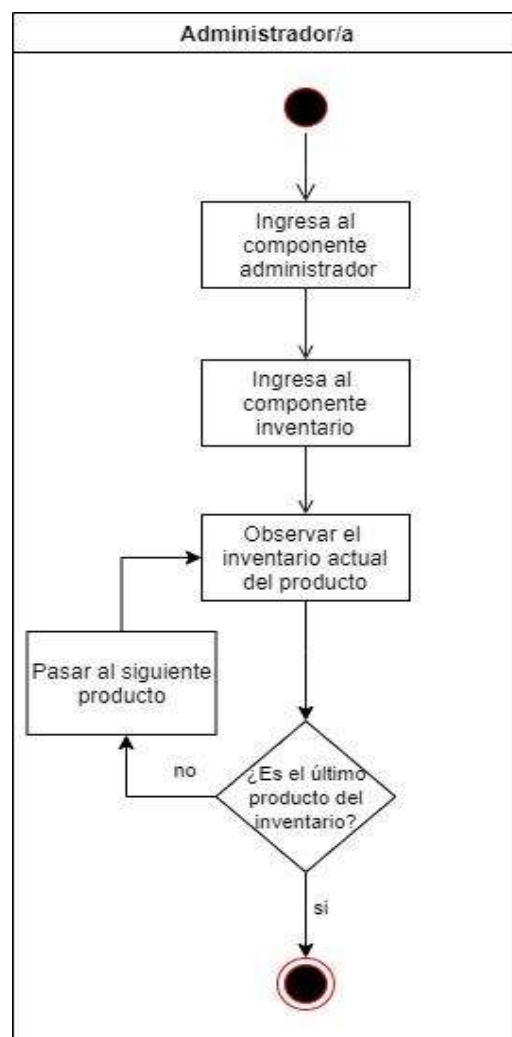 Administrador/a
Ingresa al
componente
administrador
Ingresa al
componente
inventario
Observar el
inventario actual
del producto
Pasar al siguiente
producto
no
¿Es el último
producto del
inventario?
si